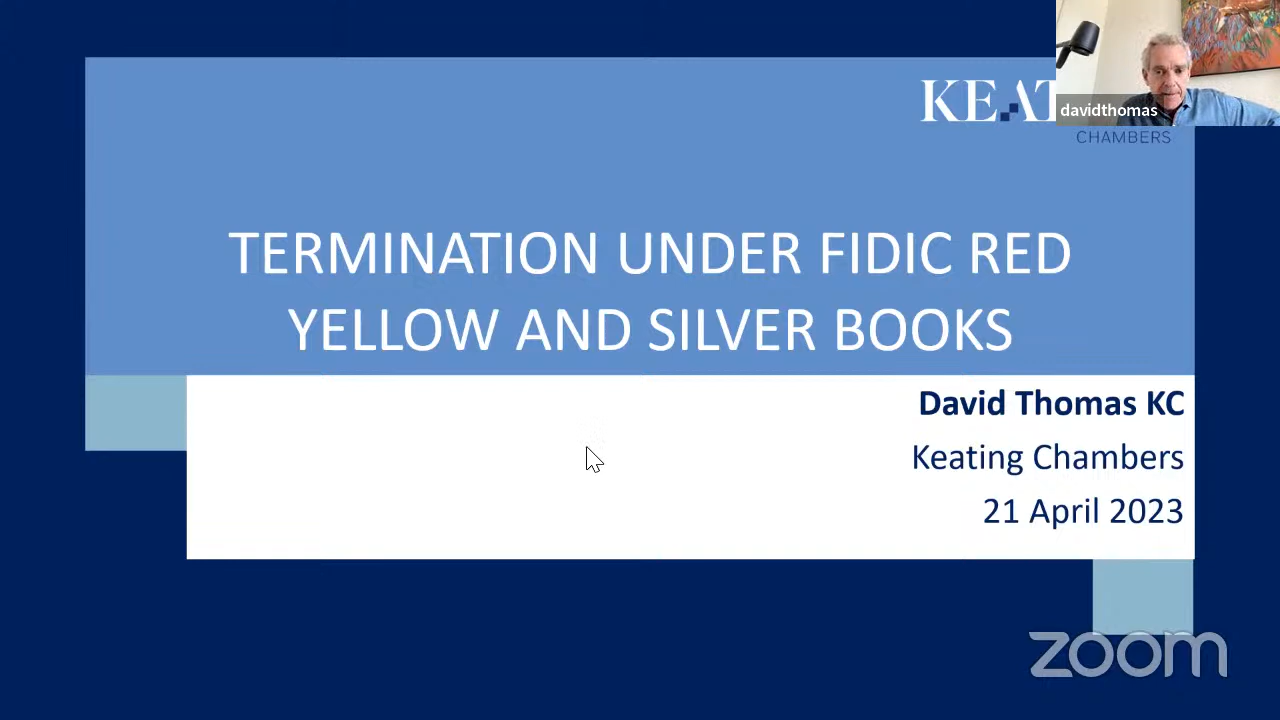 KEAT
davidthomas
CHAMBERS
TERMINATION UNDER FIDIC RED
YELLOW AND SILVER BOOKS
David Thomas KC
Keating Chambers
21 April 2023
zoom